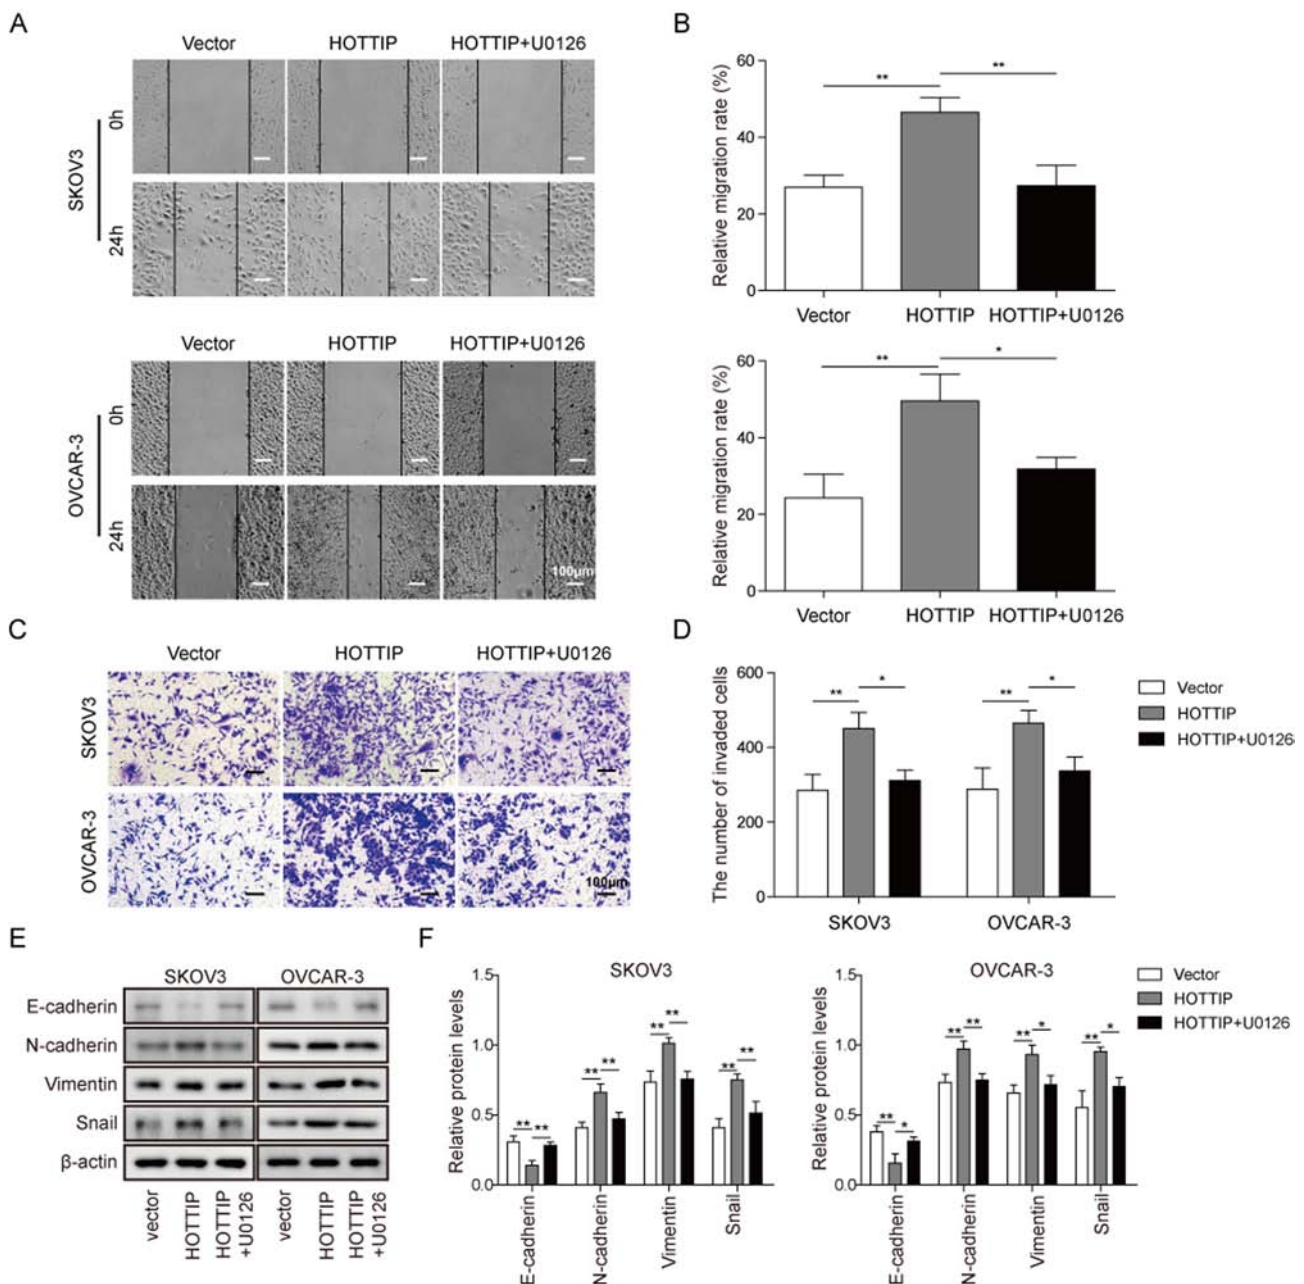 A
Vector HOTTIP HOTTIP+U0126
SKOV3
0h
24h
Vector HOTTIP HOTTIP+U0126
OVCAR-3
0h
24h
100μm
B
Relative migration rate (%)
60
40
20
0
** **
Vector HOTTIP HOTTIP+U0126
Relative migration rate (%)
60
40
20
0
** *
Vector HOTTIP HOTTIP+U0126
C
Vector HOTTIP HOTTIP+U0126
SKOV3
OVCAR-3
100μm
D
The number of invaded cells
600
400
200
0
** * ** *
SKOV3 OVCAR-3
Vector
HOTTIP
HOTTIP+U0126
E
SKOV3 OVCAR-3
E-cadherin
N-cadherin
Vimentin
Snail
β-actin
vector
HOTTIP
HOTTIP
+U0126
vector
HOTTIP
HOTTIP
+U0126
F
SKOV3
Relative protein levels
1.5
1.0
0.5
0.0
** ** ** ** ** ** ** **
E-cadherin
N-cadherin
Vimentin
Snail
OVCAR-3
Relative protein levels
1.5
1.0
0.5
0.0
** * ** ** ** * ** *
E-cadherin
N-cadherin
Vimentin
Snail
Vector
HOTTIP
HOTTIP+U0126